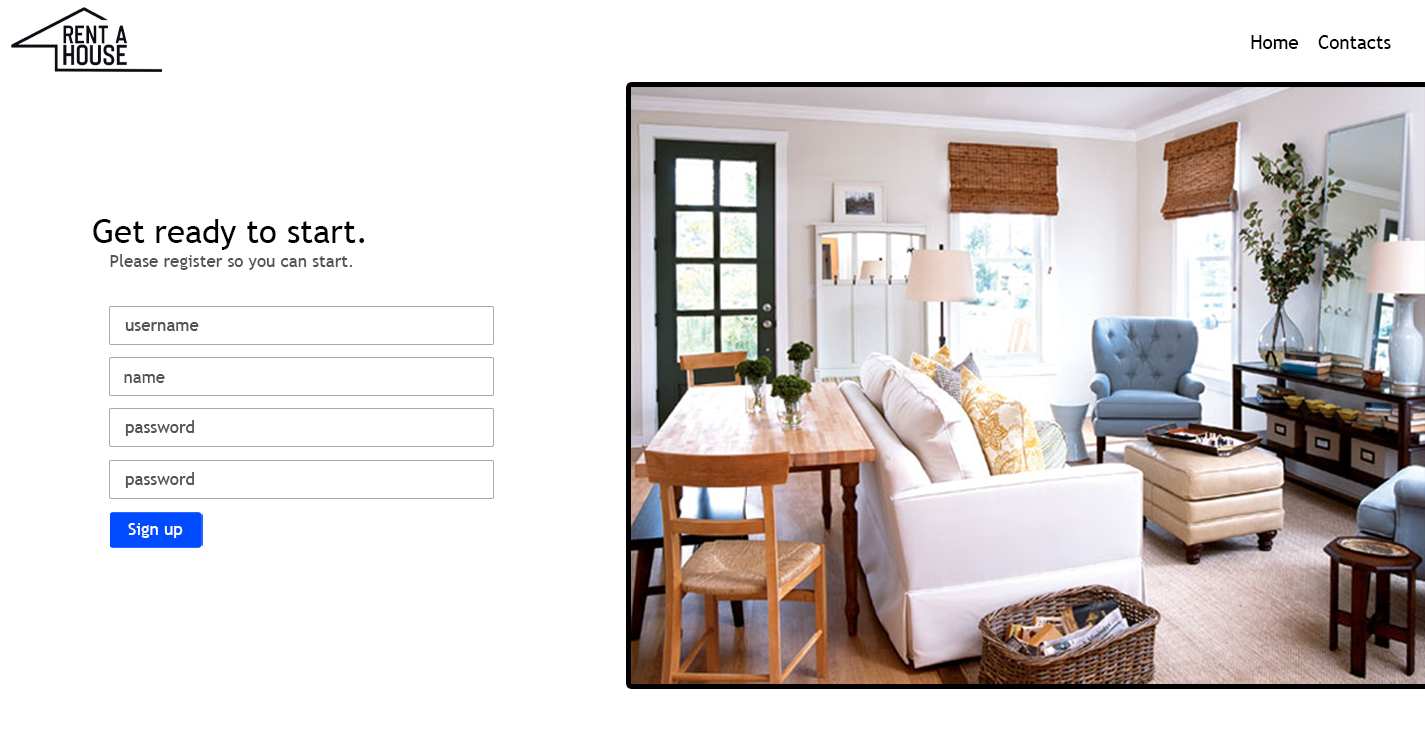 RENT A
HOUSE
Home Contacts
Get ready to start.
Please register so you can start.
username
name
password
password
Sign up